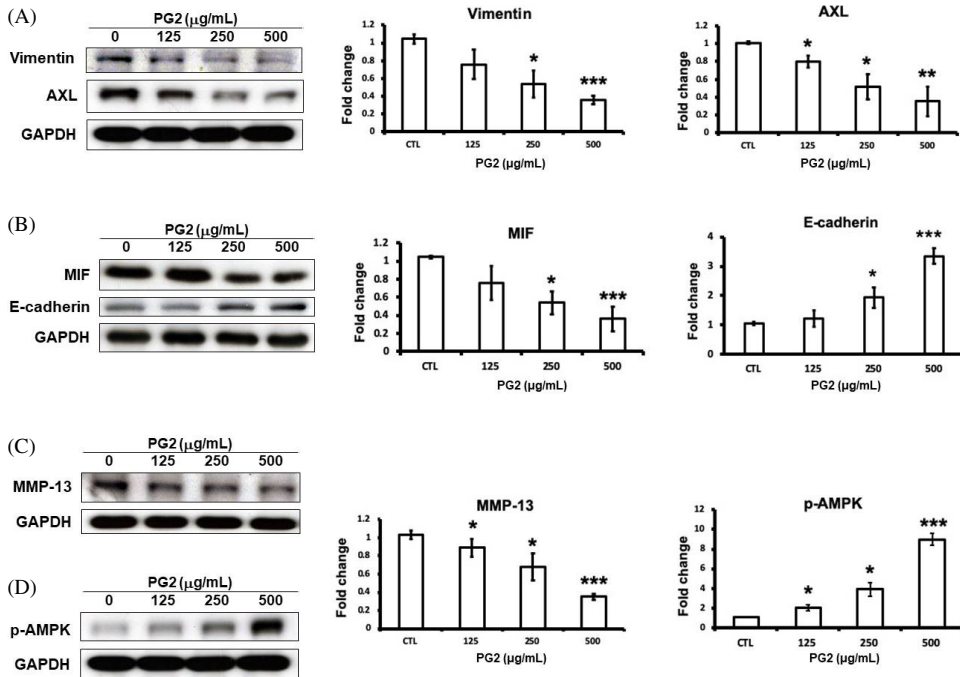 (A)
PG2 (μg/mL)
0 125 250 500
Vimentin
AXL
GAPDH
Vimentin
Fold change
1.2
1
0.8
0.6
0.4
0.2
0
*
***
CTL 125 250 500
PG2 (μg/mL)
AXL
Fold change
1.2
1
0.8
0.6
0.4
0.2
0
*
*
**
CTL 125 250 500
PG2 (μg/mL)
(B)
PG2 (μg/mL)
0 125 250 500
MIF
E-cadherin
GAPDH
MIF
Fold change
1.2
1
0.8
0.6
0.4
0.2
0
*
***
CTL 125 250 500
PG2 (μg/mL)
E-cadherin
Fold change
4
3
2
1
0
*
***
CTL 125 250 500
PG2 (μg/mL)
(C)
PG2 (μg/mL)
0 125 250 500
MMP-13
GAPDH
(D)
PG2 (μg/mL)
0 125 250 500
p-AMPK
GAPDH
MMP-13
Fold change
1.2
1
0.8
0.6
0.4
0.2
0
*
*
***
CTL 125 250 500
PG2 (μg/mL)
p-AMPK
Fold change
12
10
8
6
4
2
0
*
*
***
CTL 125 250 500
PG2 (μg/mL)